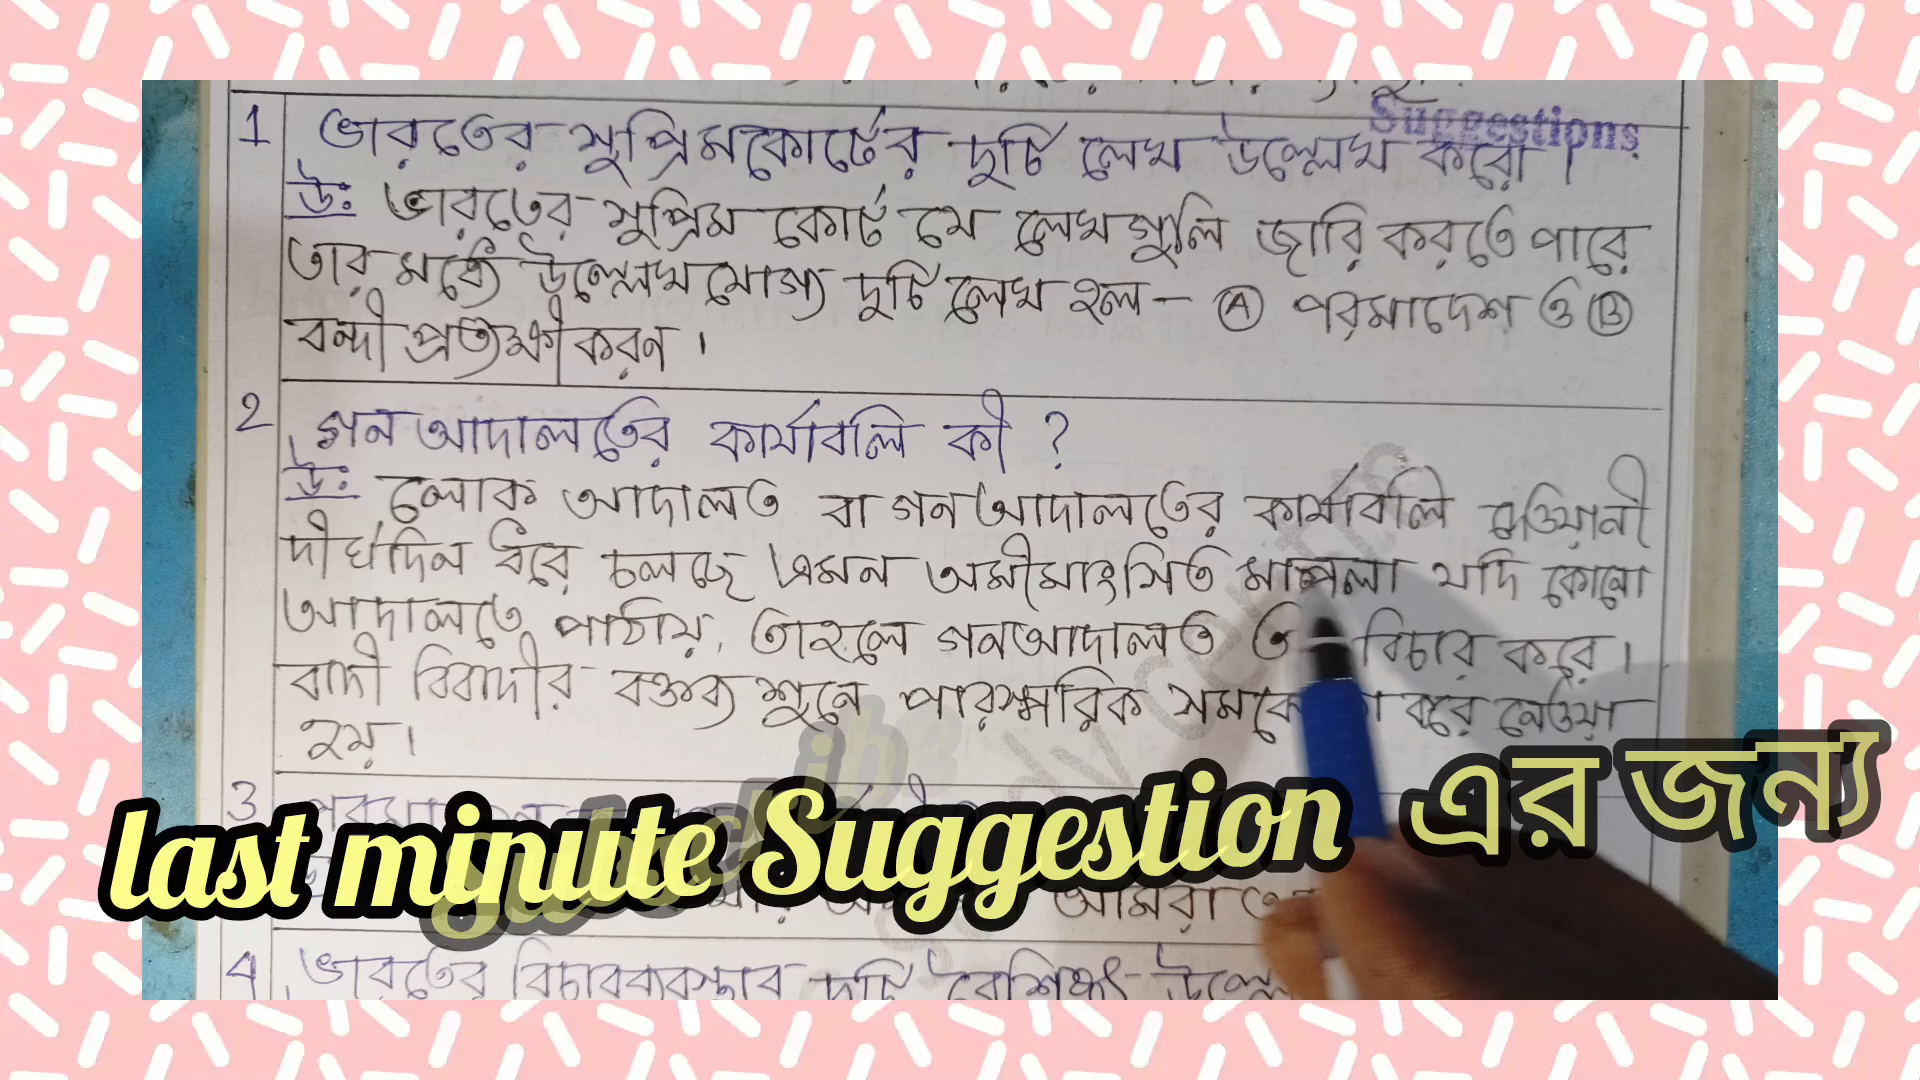 Suggestions
1 ভারতের সুপ্রিমকোর্টের দুটি লেখ উল্লেখ করো।
উঃ ভারতের সুপ্রিম কোর্ট যে লেখগুলি জারি করতে পারে
তার মধ্যে উল্লেখযোগ্য দুটি লেখ হল - Ⓐ পরমাদেশ ও Ⓑ
বন্দী প্রত্যক্ষীকরণ।
2 গন আদালতের কার্যাবলি কী ?
উঃ লোক আদালত বা গন আদালতের কার্যাবলি
দীর্ঘদিন ধরে চলছে এমন অমীমাংসিত মামলা যদি কোনো
আদালতে পাঠায়, তাহলে গনআদালত বিচার করে।
বাদী বিবাদীর বক্তব্য শুনে পারস্পরিক করে নেওয়া
হয়।
3
last minute Suggestion এর জন্য
আমরা
4 ভারতের বিচারব্যবস্থার দুটি বৈশিষ্ট্য